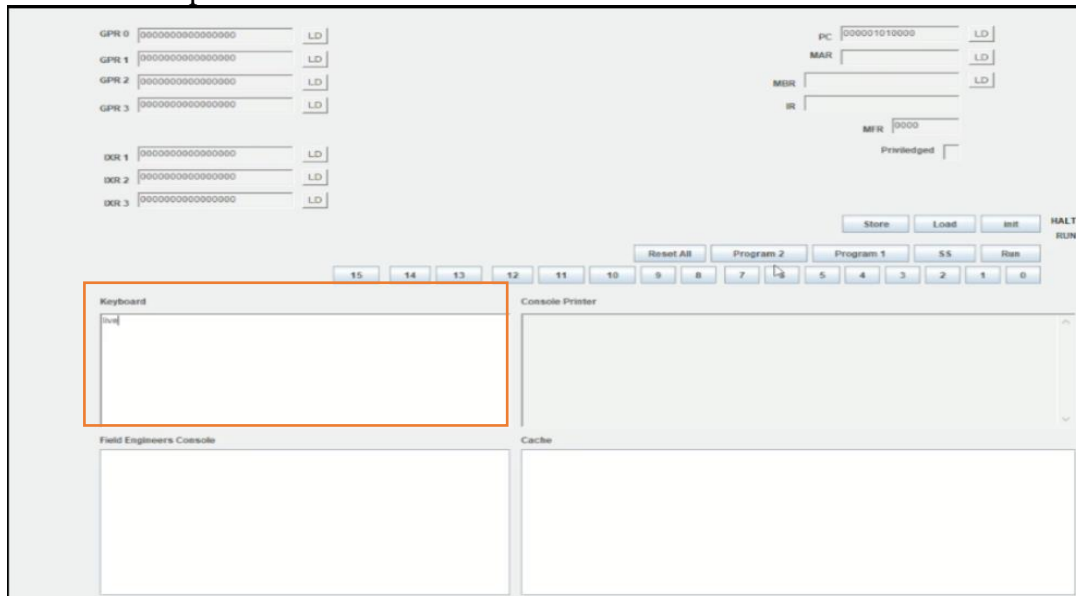 GPR 0 0000000000000000 LD
PC 000001010000 LD
GPR 1 0000000000000000 LD
MAR LD
GPR 2 0000000000000000 LD
MBR LD
GPR 3 0000000000000000 LD
IR
MFR 0000
IXR 1 0000000000000000 LD
Priviledged
IXR 2 0000000000000000 LD
IXR 3 0000000000000000 LD
Store Load Init HALT
RUN
Reset All Program 2 Program 1 SS Run
15 14 13 12 11 10 9 8 7 6 5 4 3 2 1 0
Keyboard Console Printer
live
Field Engineers Console Cache